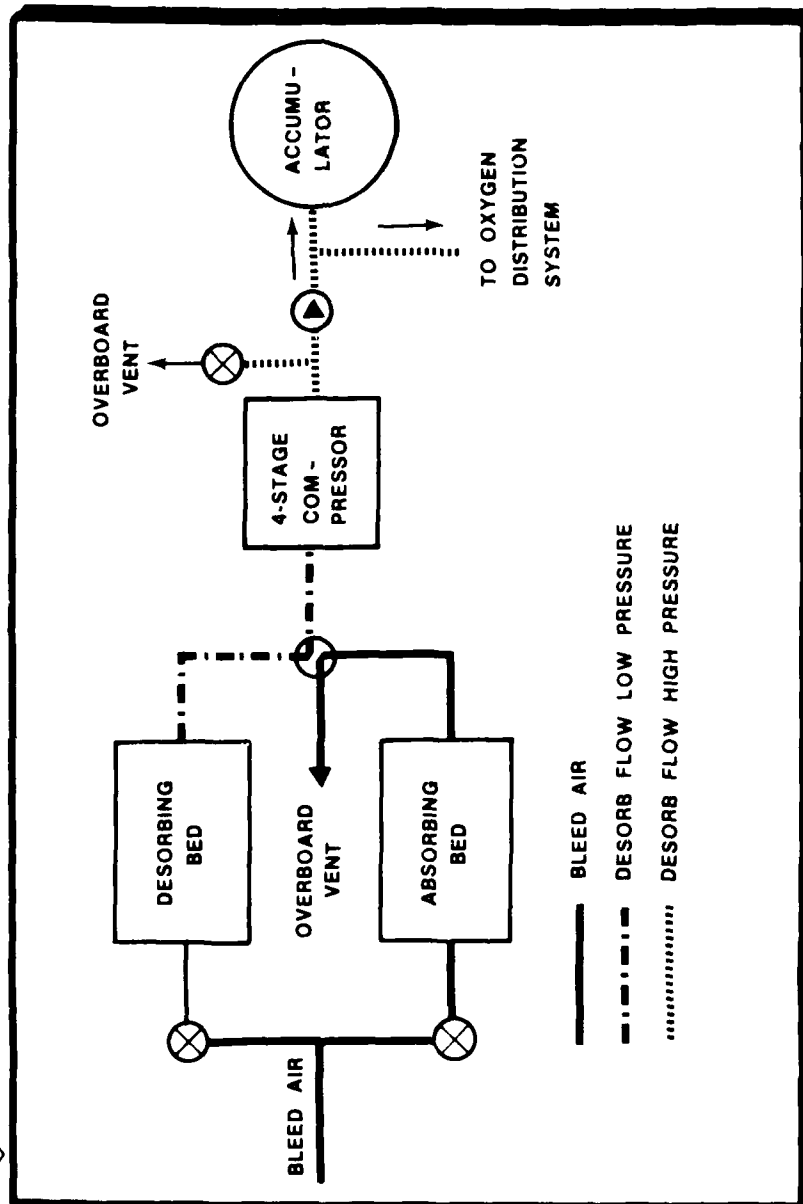 BLEED AIR
DESORBING
BED
OVERBOARD
VENT
ABSORBING
BED
4-STAGE
COM-
PRESSOR
OVERBOARD
VENT
ACCUMU-
LATOR
TO OXYGEN
DISTRIBUTION
SYSTEM
BLEED AIR
DESORB FLOW LOW PRESSURE
DESORB FLOW HIGH PRESSURE